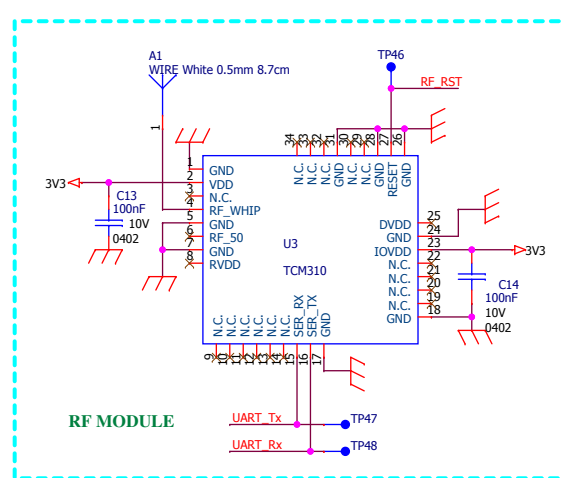 A1
WIRE White 0.5mm 8.7cm
1
TP46
RF_RST
34 33 32 31 30 29 28 27 26
N.C. N.C. N.C. GND N.C. N.C. GND RESET GND
3V3
C13
100nF
10V
0402
1 GND
2 VDD
3 N.C.
4 RF_WHIP
5 GND
6 RF_50
7 GND
8 RVDD
U3
TCM310
DVDD 25
GND 24
IOVDD 23
N.C. 22
N.C. 21
N.C. 20
N.C. 19
GND 18
3V3
C14
100nF
10V
0402
N.C. N.C. N.C. N.C. N.C. N.C. SER_RX SER_TX GND
9 10 11 12 13 14 15 16 17
RF MODULE
UART_Tx
TP47
UART_Rx
TP48